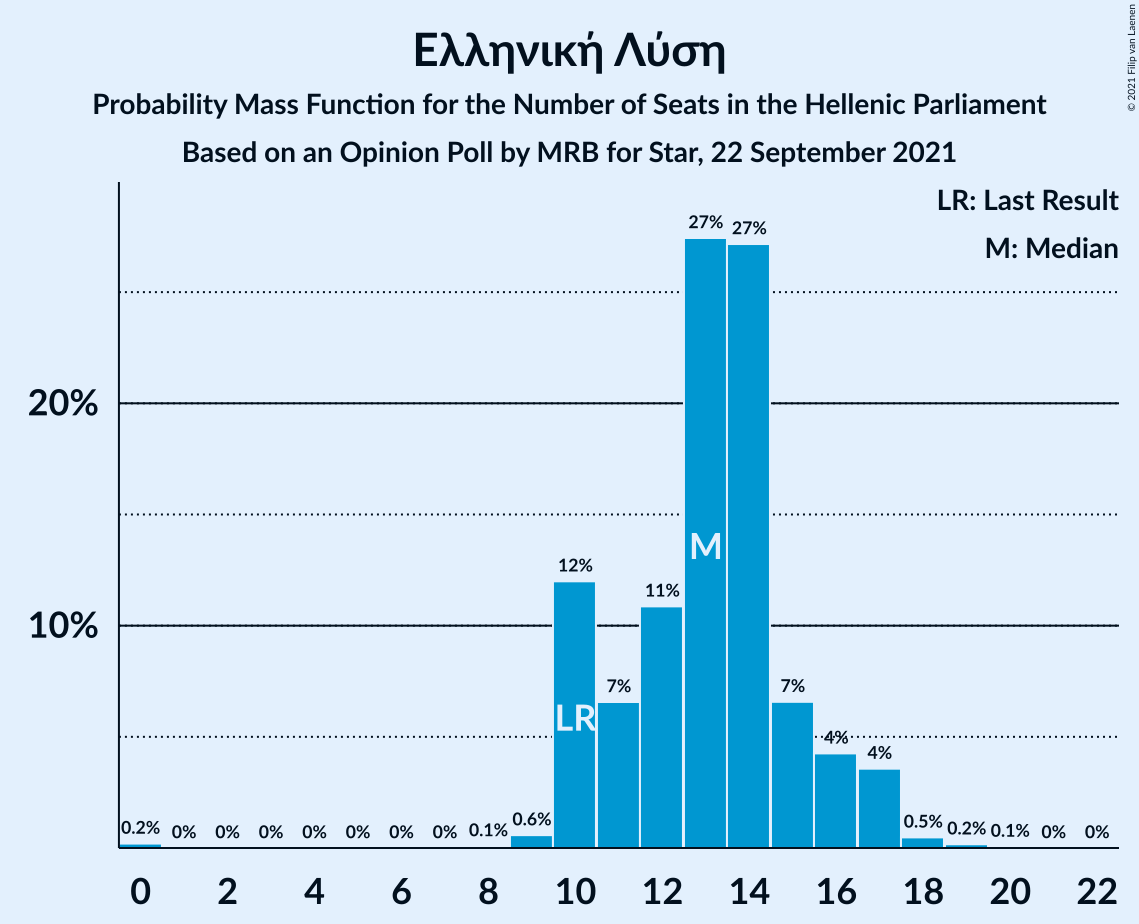 Ελληνική Λύση
Probability Mass Function for the Number of Seats in the Hellenic Parliament
Based on an Opinion Poll by MRB for Star, 22 September 2021
© 2021 Filip van Laenen
LR: Last Result
M: Median
27% 27%
20%
M
12%
11%
10%
7%
7%
LR
4%
4%
0.2% 0% 0% 0% 0% 0% 0% 0% 0.1% 0.6%
0.5% 0.2% 0.1% 0% 0%
0 2 4 6 8 10 12 14 16 18 20 22